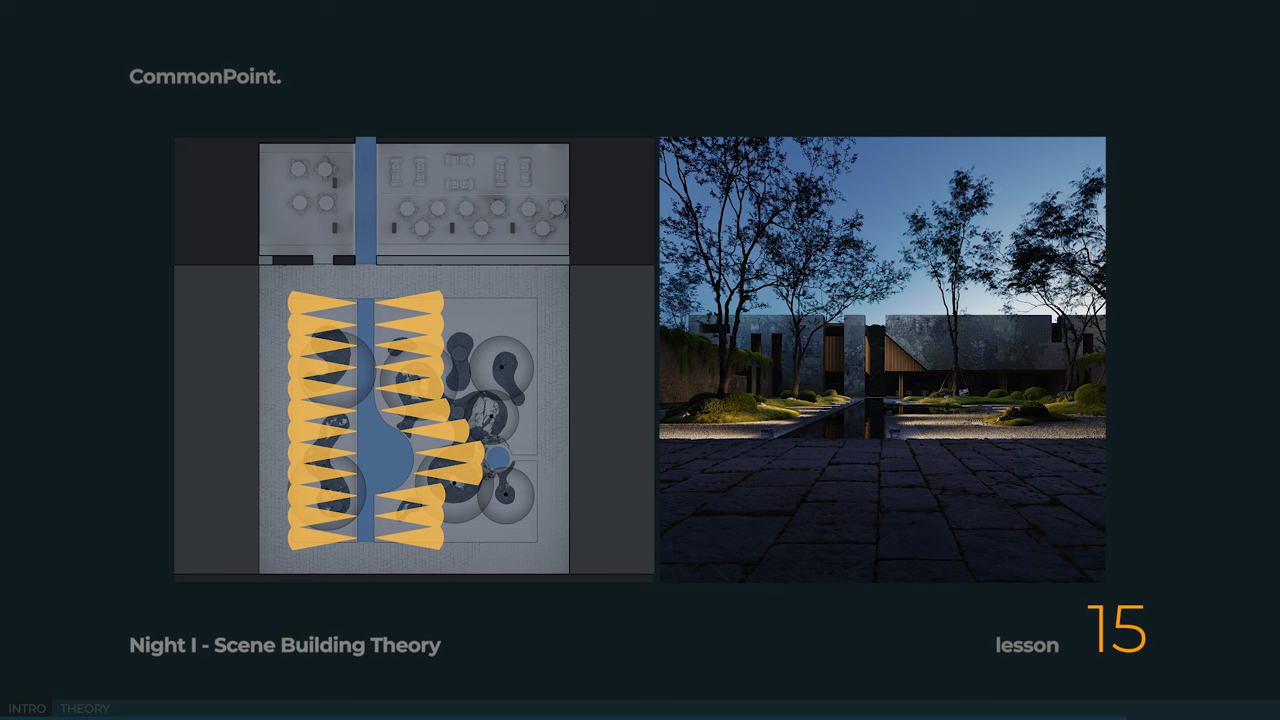 CommonPoint.
Night I - Scene Building Theory
lesson 15
INTRO THEORY